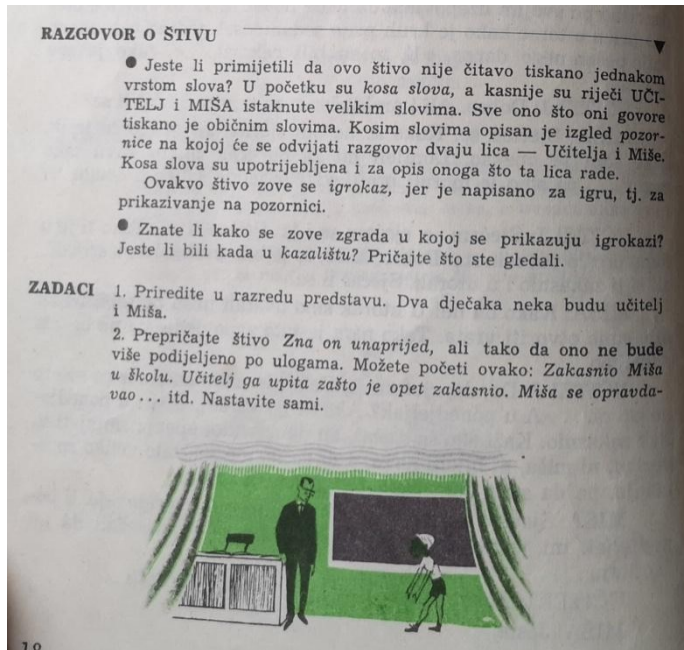 RAZGOVOR O ŠTIVU
● Jeste li primijetili da ovo štivo nije čitavo tiskano jednakom
vrstom slova? U početku su kosa slova, a kasnije su riječi UČI-
TELJ i MIŠA istaknute velikim slovima. Sve ono što oni govore
tiskano je običnim slovima. Kosim slovima opisan je izgled pozor-
nice na kojoj će se odvijati razgovor dvaju lica — Učitelja i Miše.
Kosa slova su upotrijebljena i za opis onoga što ta lica rade.
Ovakvo štivo zove se igrokaz, jer je napisano za igru, tj. za
prikazivanje na pozornici.
● Znate li kako se zove zgrada u kojoj se prikazuju igrokazi?
Jeste li bili kada u kazalištu? Pričajte što ste gledali.
ZADACI 1. Priredite u razredu predstavu. Dva dječaka neka budu učitelj
i Miša.
2. Prepričajte štivo Zna on unaprijed, ali tako da ono ne bude
više podijeljeno po ulogama. Možete početi ovako: Zakasnio Miša
u školu. Učitelj ga upita zašto je opet zakasnio. Miša se opravda-
vao... itd. Nastavite sami.